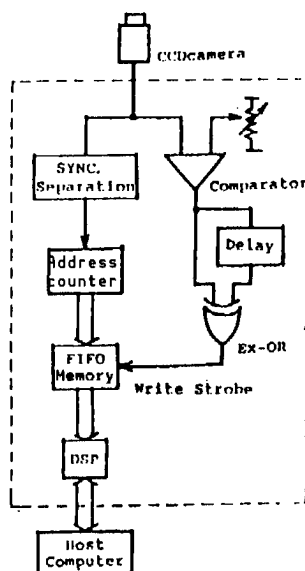 CCDcamera
SYNC.
Separation
Comparator
Delay
Address
counter
Ex-OR
FIFO
Memory
Write Strobe
DSP
Host
Computer